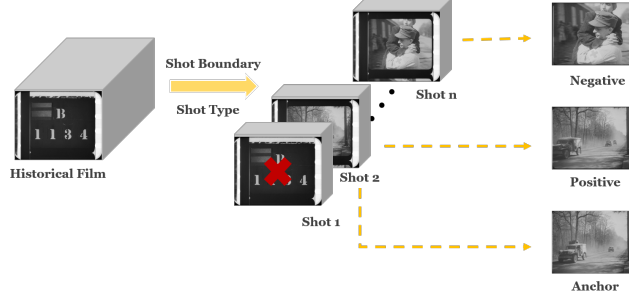 Shot Boundary
Shot Type
B
1 1 3 4
Historical Film
Shot 1
Shot 2
Shot n
Negative
Positive
Anchor